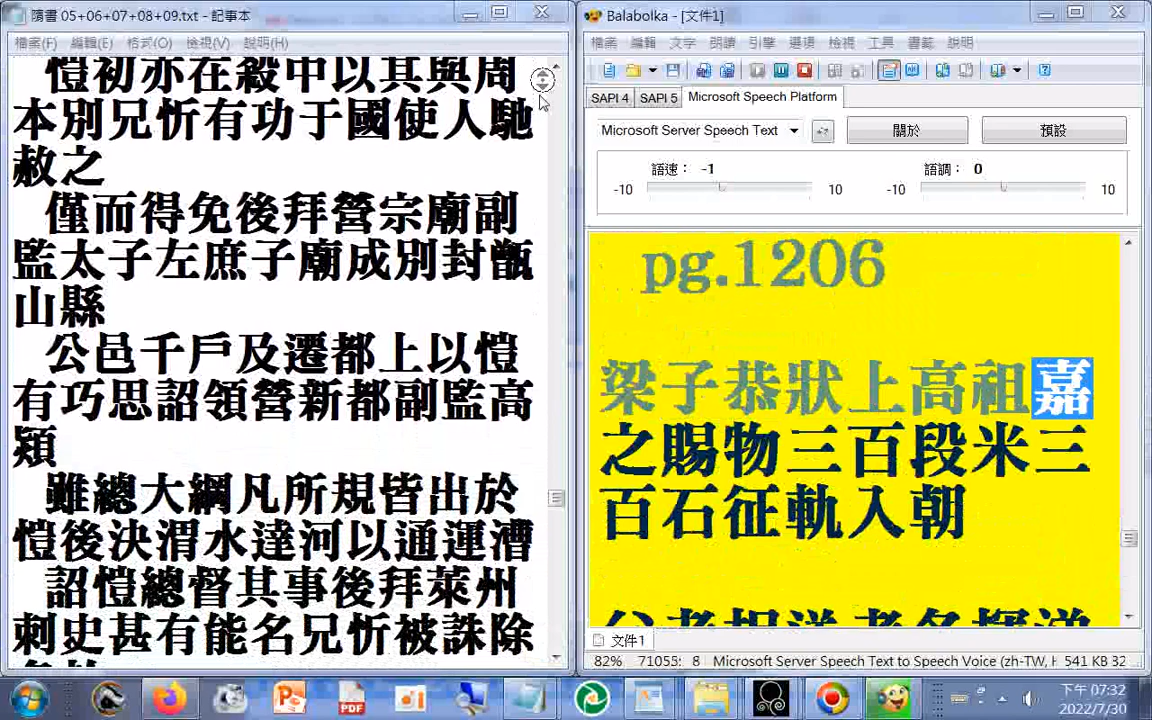 隋書 05+06+07+08+09.txt - 記事本
檔案(F) 編輯(E) 格式(O) 檢視(V) 說明(H)
愷初亦在殺中以其與周
本別兄忻有功于國使人馳
赦之
僅而得免後拜營宗廟副
監太子左庶子廟成別封甑
山縣
公邑千戶及遷都上以愷
有巧思詔領營新都副監高
熲
雖總大綱凡所規皆出於
愷後決渭水達河以通運漕
詔愷總督其事後拜萊州
刺史甚有能名兄忻被誅除
Balabolka - [文件1]
檔案 編輯 文字 朗讀 引擎 選項 檢視 工具 書籤 說明
SAPI 4 SAPI 5 Microsoft Speech Platform
Microsoft Server Speech Text 關於 預設
語速： -1 語調： 0
-10 10 -10 10
pg.1206
梁子恭狀上高祖嘉
之賜物三百段米三
百石征軌入朝
文件1
82% 71055: 8 Microsoft Server Speech Text to Speech Voice (zh-TW, H 541 KB 32
下午 07:32
2022/7/30